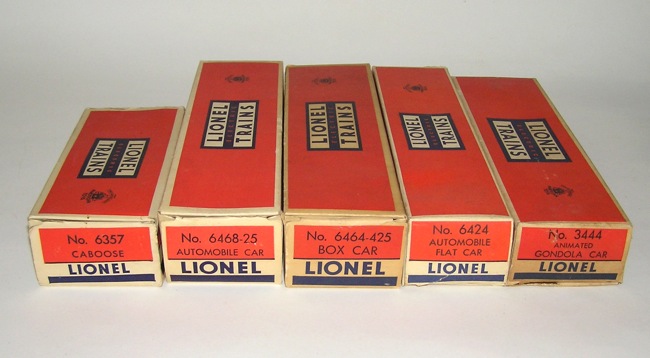 LIONEL
TRAINS
LIONEL
TRAINS
LIONEL
TRAINS
LIONEL
TRAINS
LIONEL
TRAINS
No. 6357
CABOOSE
LIONEL
No. 6468-25
AUTOMOBILE CAR
LIONEL
No. 6464-425
BOX CAR
LIONEL
No. 6424
AUTOMOBILE
FLAT CAR
LIONEL
No. 3444
ANIMATED
GONDOLA CAR
LIONEL